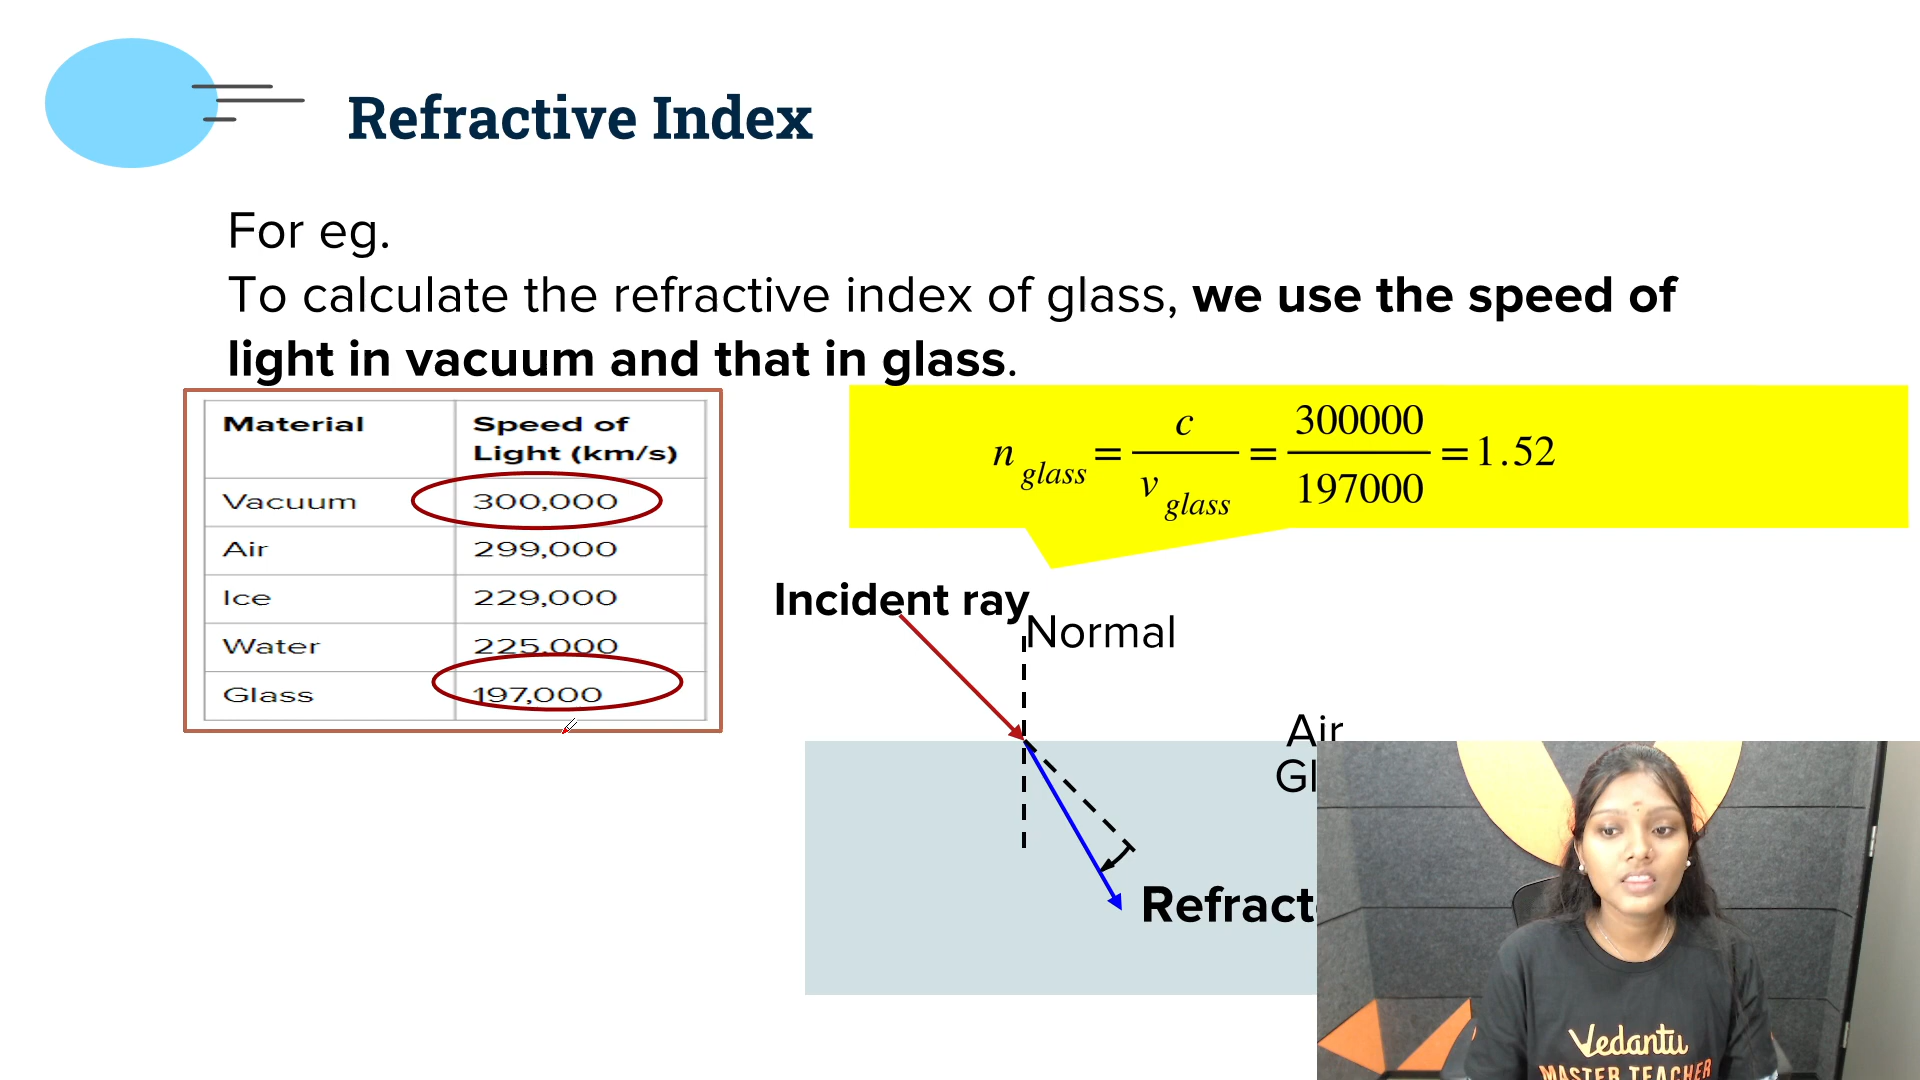 Refractive Index
For eg.
To calculate the refractive index of glass, we use the speed of
light in vacuum and that in glass.
Material Speed of
Light (km/s)
Vacuum 300,000
Air 299,000
Ice 229,000
Water 225,000
Glass 197,000
n glass = c / v glass = 300000 / 197000 = 1.52
Incident ray
Normal
Air
Gl
Refract
Vedantu
MASTER TEACHER